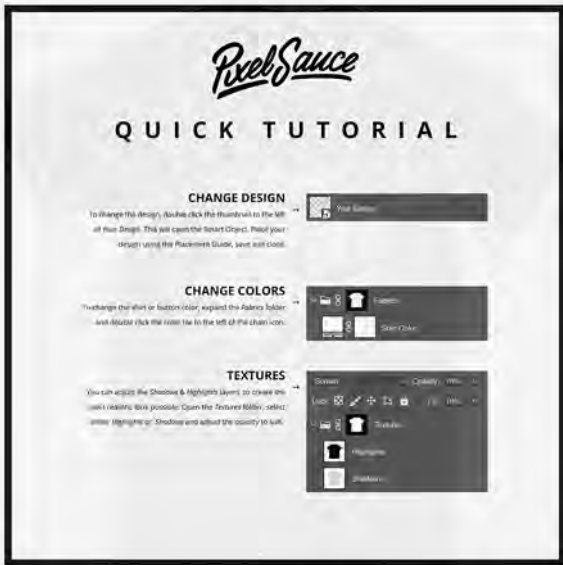 Pixel Sauce
QUICK TUTORIAL
CHANGE DESIGN
To change the design, double click the thumbnail to the left
of Your Design. This will open the Smart Object. Place your
design using the Placement Guide, save and close.
Your Design
CHANGE COLORS
To change the shirt or button color, expand the Fabrics folder
and double click the color tile to the left of the chain icon.
Fabrics
Shirt Color
TEXTURES
You can adjust the Shadows & Highlights layers, to create the
most realistic look possible. Open the Textures folder, select
either Highlights or Shadows and adjust the opacity to suit.
Screen Opacity:
Lock:
Textures
Highlights
Shadows